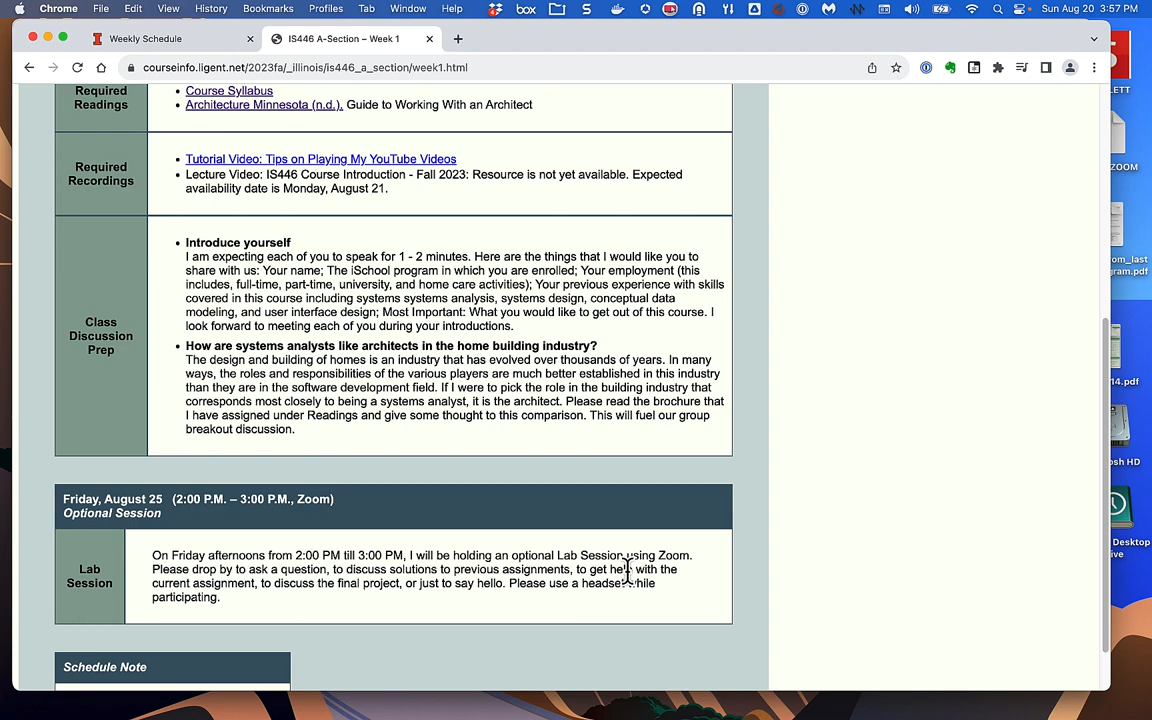 Chrome File Edit View History Bookmarks Profiles Tab Window Help box Sun Aug 20 3:57 PM
Weekly Schedule IS446 A-Section – Week 1
courseinfo.ligent.net/2023fa/_illinois/is446_a_section/week1.html
Required
Readings
Course Syllabus
Architecture Minnesota (n.d.). Guide to Working With an Architect
Required
Recordings
Tutorial Video: Tips on Playing My YouTube Videos
Lecture Video: IS446 Course Introduction - Fall 2023: Resource is not yet available. Expected
availability date is Monday, August 21.
Class
Discussion
Prep
Introduce yourself
I am expecting each of you to speak for 1 - 2 minutes. Here are the things that I would like you to
share with us: Your name; The iSchool program in which you are enrolled; Your employment (this
includes, full-time, part-time, university, and home care activities); Your previous experience with skills
covered in this course including systems systems analysis, systems design, conceptual data
modeling, and user interface design; Most Important: What you would like to get out of this course. I
look forward to meeting each of you during your introductions.
How are systems analysts like architects in the home building industry?
The design and building of homes is an industry that has evolved over thousands of years. In many
ways, the roles and responsibilities of the various players are much better established in this industry
than they are in the software development field. If I were to pick the role in the building industry that
corresponds most closely to being a systems analyst, it is the architect. Please read the brochure that
I have assigned under Readings and give some thought to this comparison. This will fuel our group
breakout discussion.
Friday, August 25 (2:00 P.M. – 3:00 P.M., Zoom)
Optional Session
Lab
Session
On Friday afternoons from 2:00 PM till 3:00 PM, I will be holding an optional Lab Session using Zoom.
Please drop by to ask a question, to discuss solutions to previous assignments, to get help with the
current assignment, to discuss the final project, or just to say hello. Please use a headset while
participating.
Schedule Note
LETT
ZOOM
rom_last
gram.pdf
14.pdf
osh HD
Desktop
ive